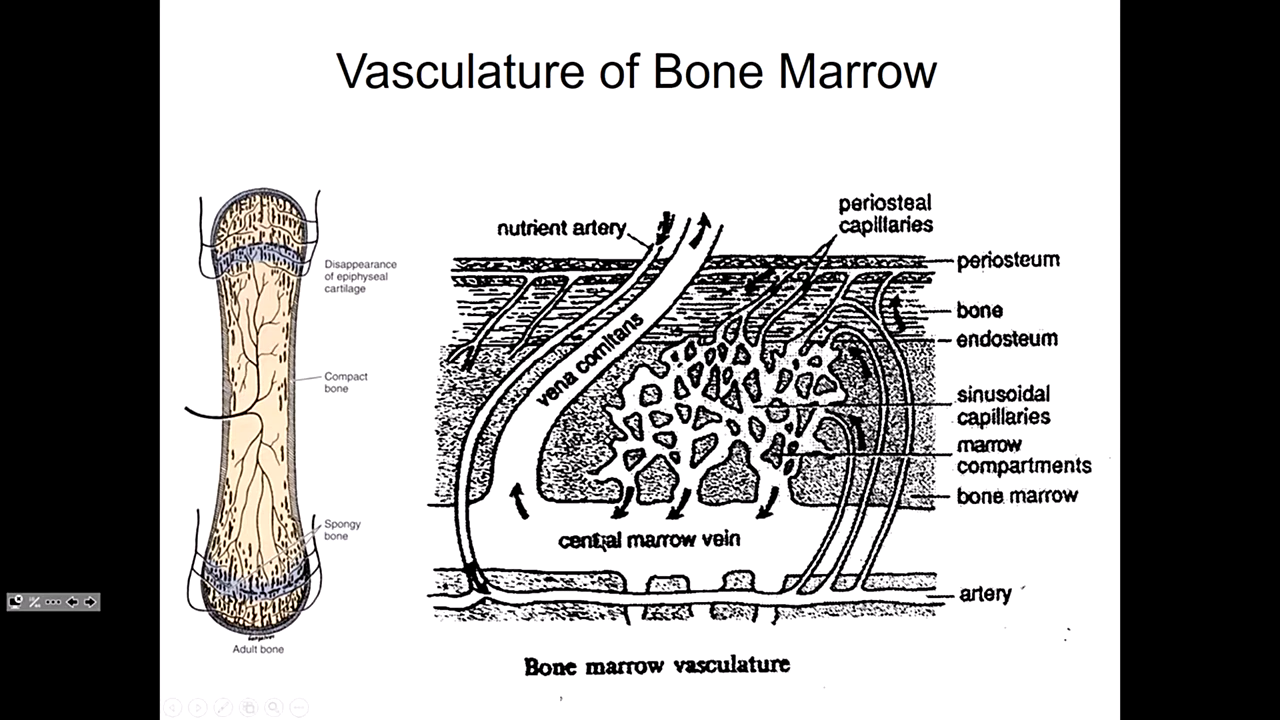 Vasculature of Bone Marrow
Disappearance
of epiphyseal
cartilage
Compact
bone
Spongy
bone
Adult bone
nutrient artery
periosteal
capillaries
periosteum
bone
endosteum
vena comitans
sinusoidal
capillaries
marrow
compartments
bone marrow
central marrow vein
artery
Bone marrow vasculature